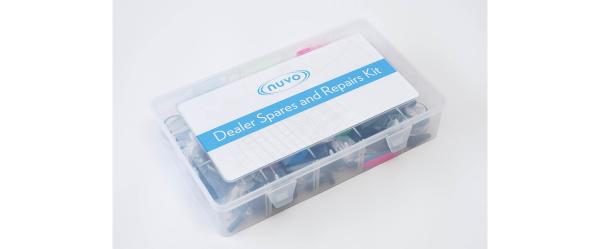 nuvo
Dealer Spares and Repairs Kit